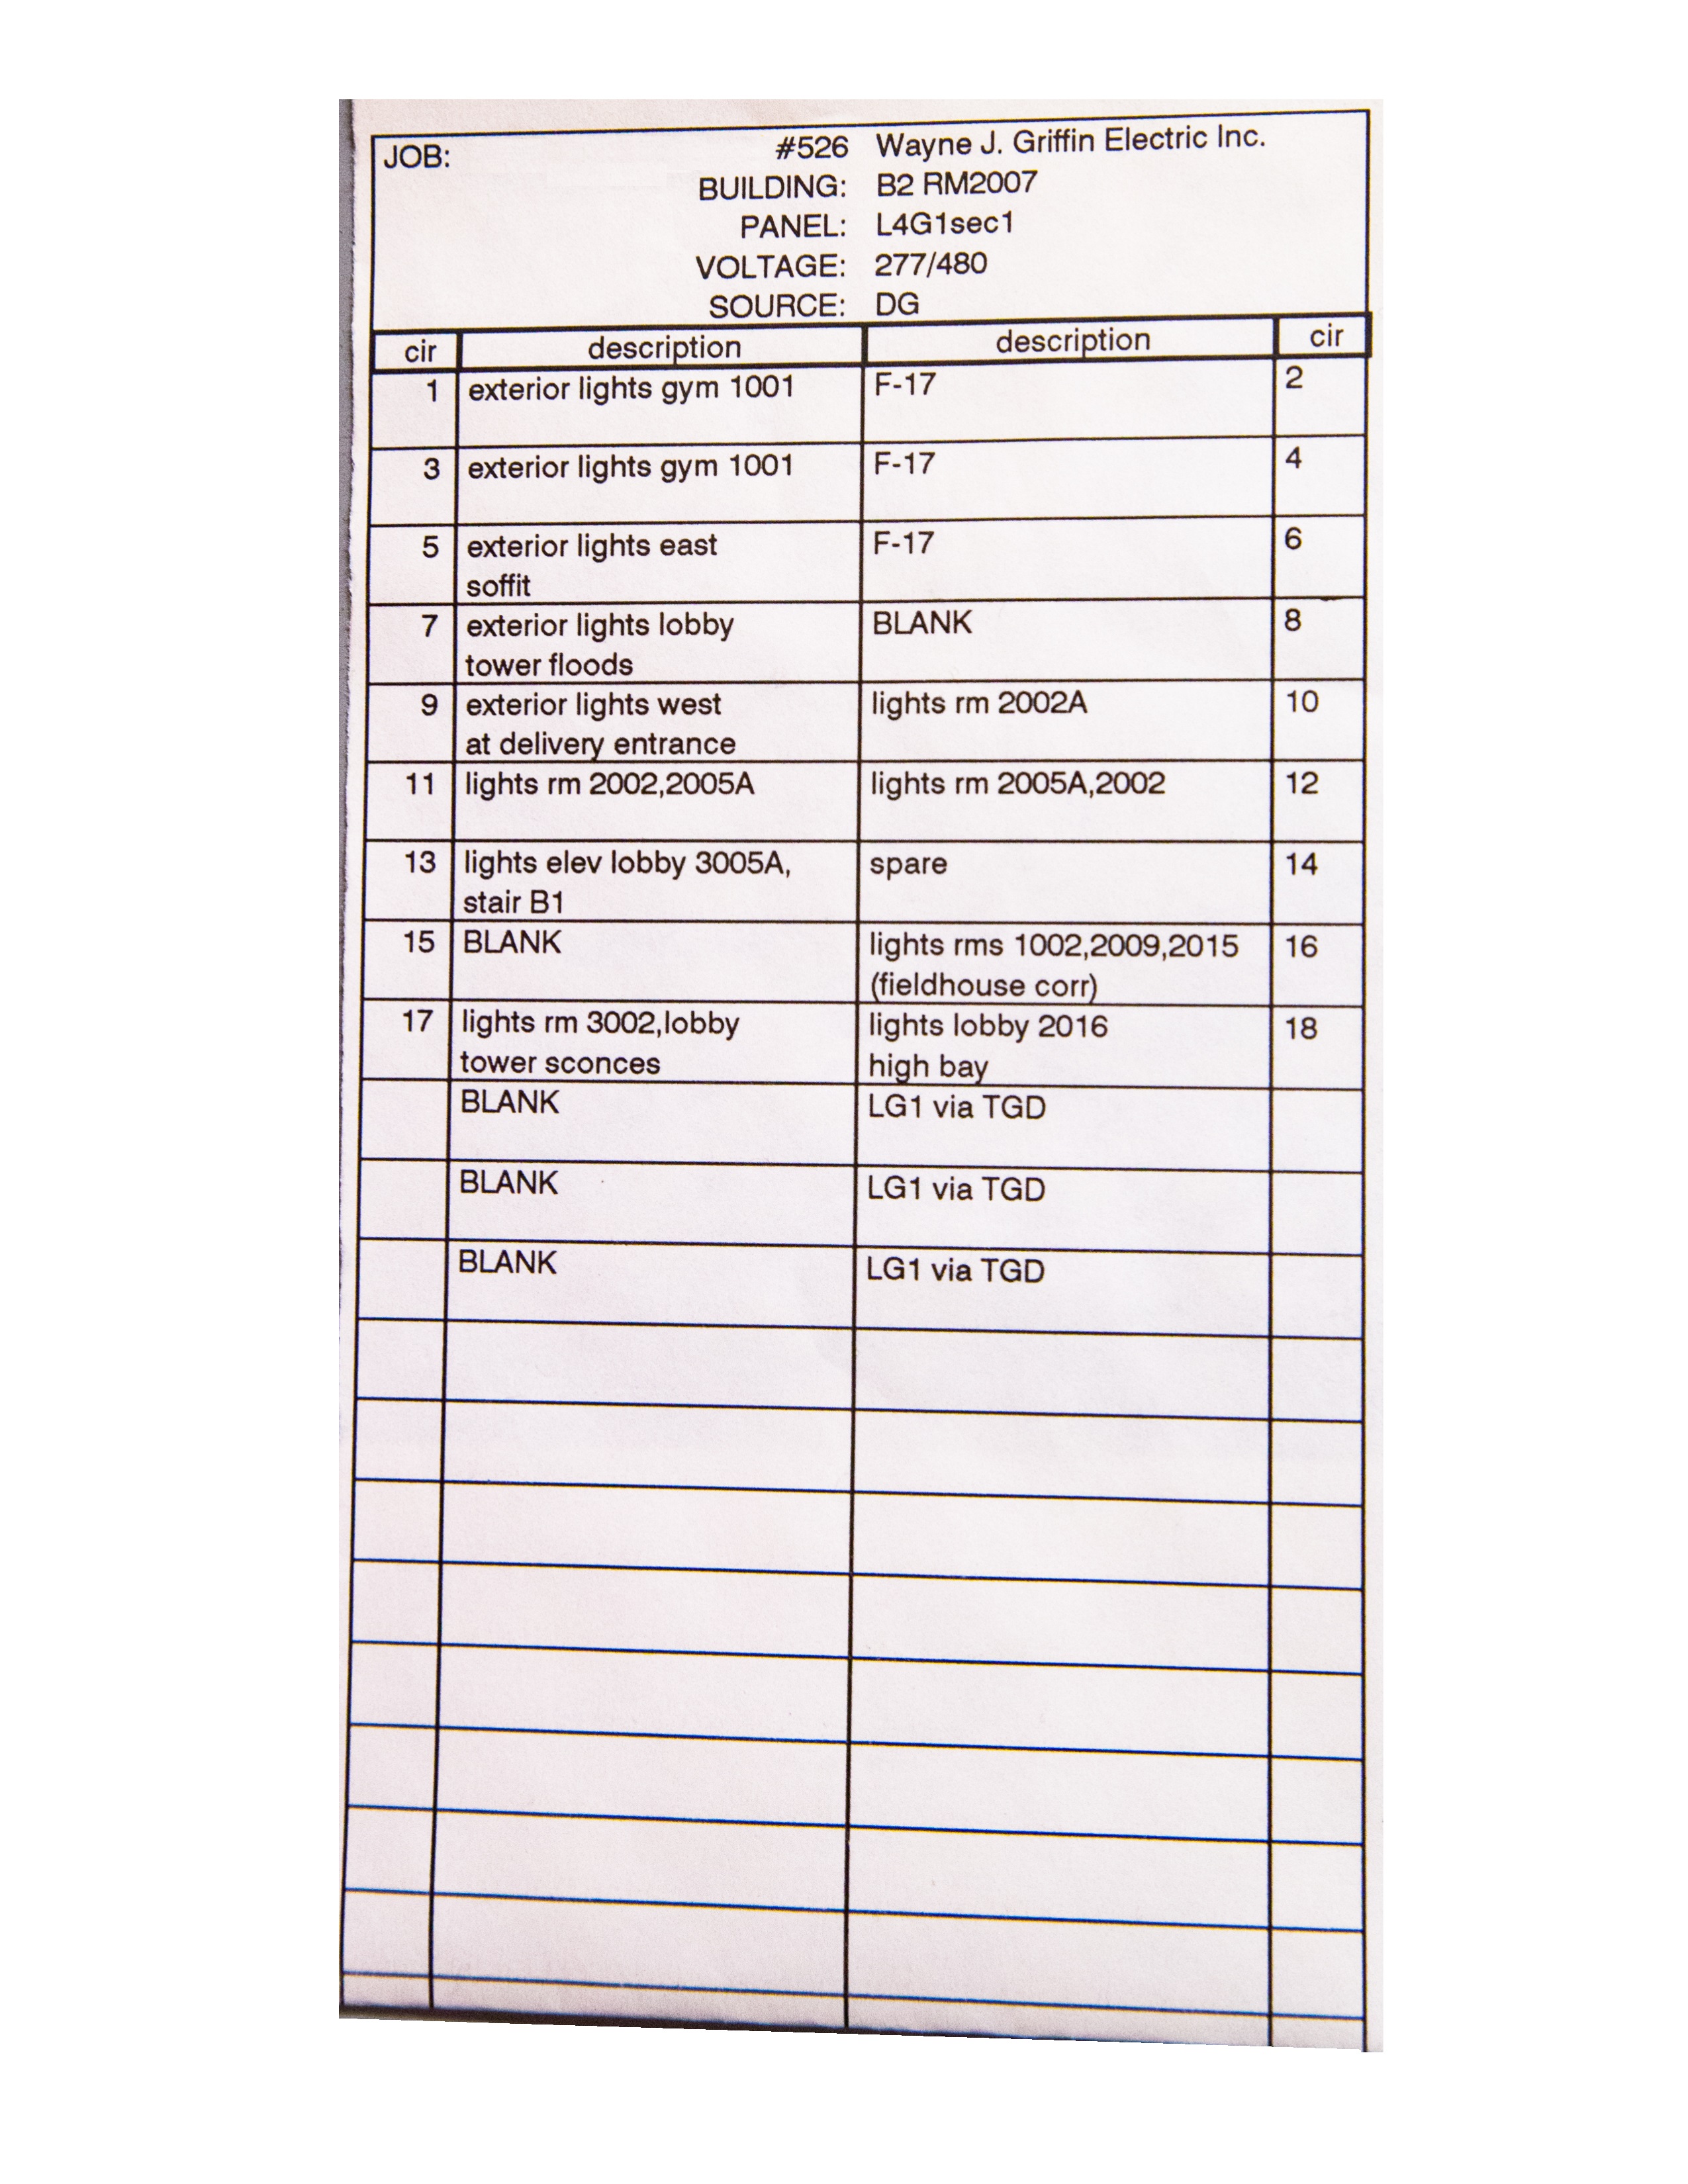 JOB: #526 Wayne J. Griffin Electric Inc.
BUILDING: B2 RM2007
PANEL: L4G1sec1
VOLTAGE: 277/480
SOURCE: DG
cir description description cir
1 exterior lights gym 1001 F-17 2
3 exterior lights gym 1001 F-17 4
5 exterior lights east F-17 6
soffit
7 exterior lights lobby BLANK 8
tower floods
9 exterior lights west lights rm 2002A 10
at delivery entrance
11 lights rm 2002,2005A lights rm 2005A,2002 12
13 lights elev lobby 3005A, spare 14
stair B1
15 BLANK lights rms 1002,2009,2015 16
(fieldhouse corr)
17 lights rm 3002,lobby lights lobby 2016 18
tower sconces high bay
BLANK LG1 via TGD
BLANK LG1 via TGD
BLANK LG1 via TGD